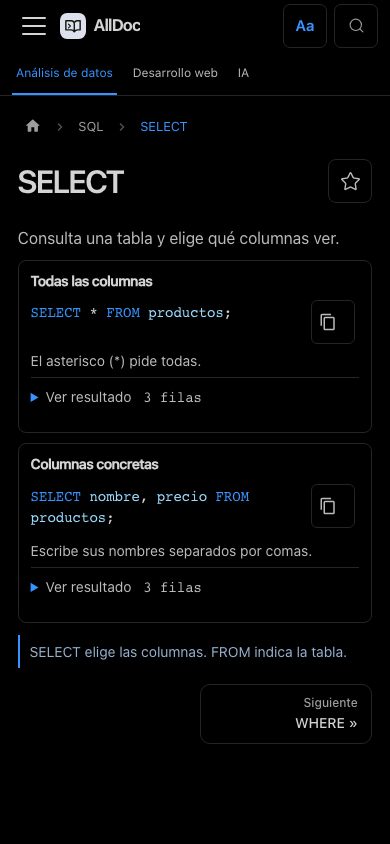 AllDoc
Aa
Análisis de datos
Desarrollo web
IA
SQL
SELECT
SELECT
Consulta una tabla y elige qué columnas ver.
Todas las columnas
SELECT * FROM productos;
El asterisco (*) pide todas.
Ver resultado 3 filas
Columnas concretas
SELECT nombre, precio FROM
productos;
Escribe sus nombres separados por comas.
Ver resultado 3 filas
SELECT elige las columnas. FROM indica la tabla.
Siguiente
WHERE »